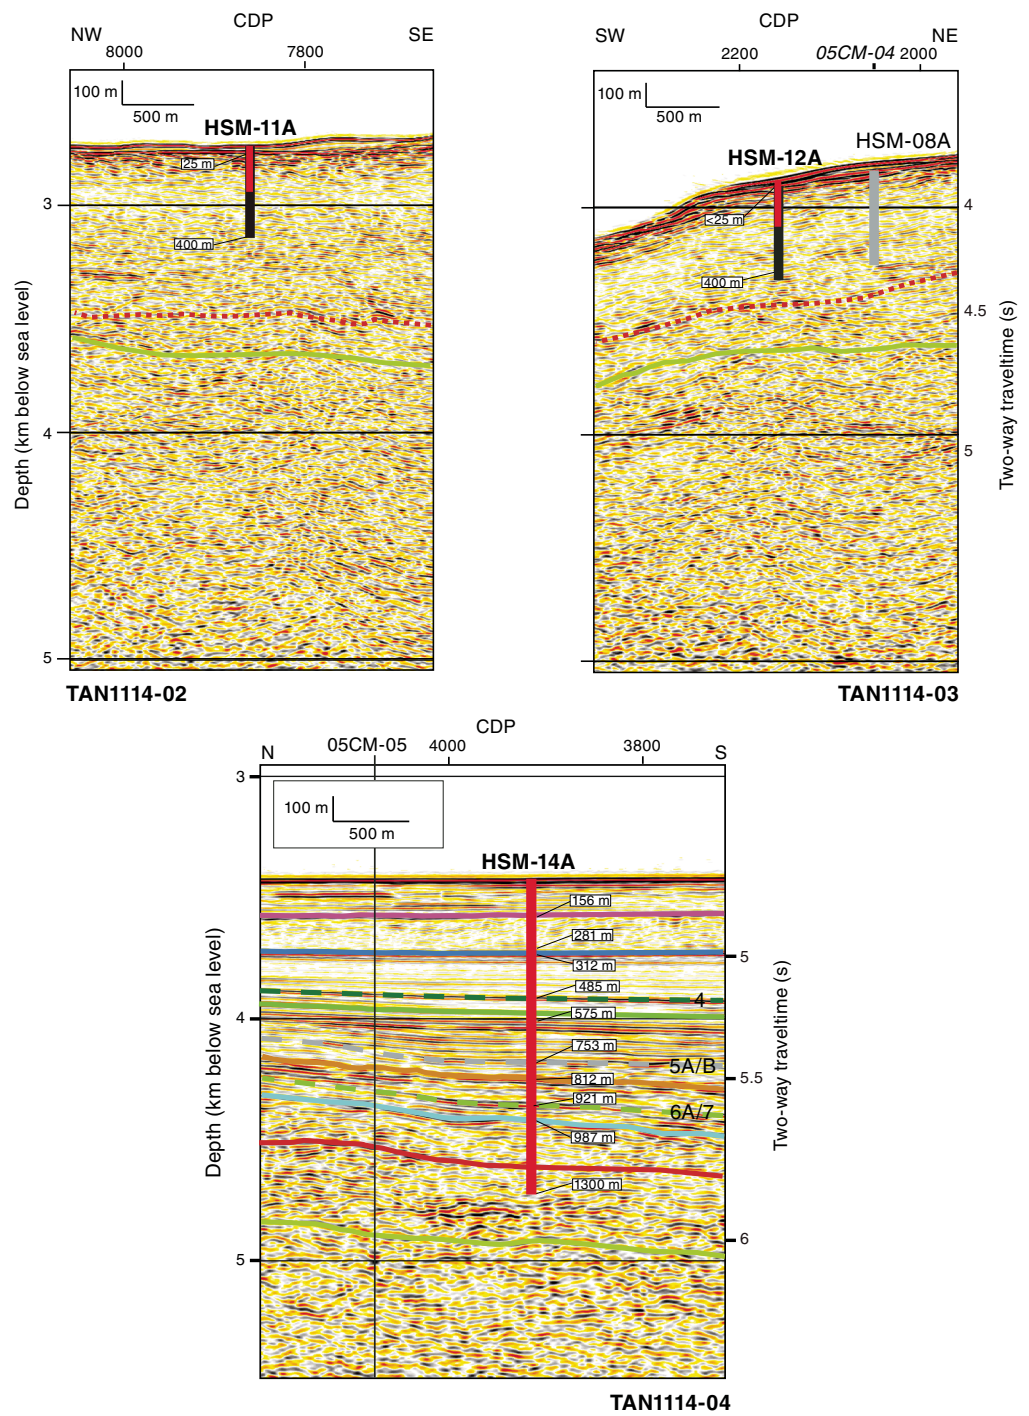 CDP
NW
SE
8000
7800
100 m
500 m
HSM-11A
25 m
400 m
3
4
5
Depth (km below sea level)
TAN1114-02
CDP
SW
NE
2200
05CM-04
2000
100 m
500 m
HSM-08A
HSM-12A
<25 m
400 m
4
4.5
5
Two-way traveltime (s)
TAN1114-03
CDP
N
05CM-05
4000
3800
S
3
100 m
500 m
HSM-14A
156 m
281 m
312 m
485 m
4
575 m
753 m
5A/B
812 m
921 m
6A/7
987 m
1300 m
4
5
Depth (km below sea level)
5
5.5
6
Two-way traveltime (s)
TAN1114-04